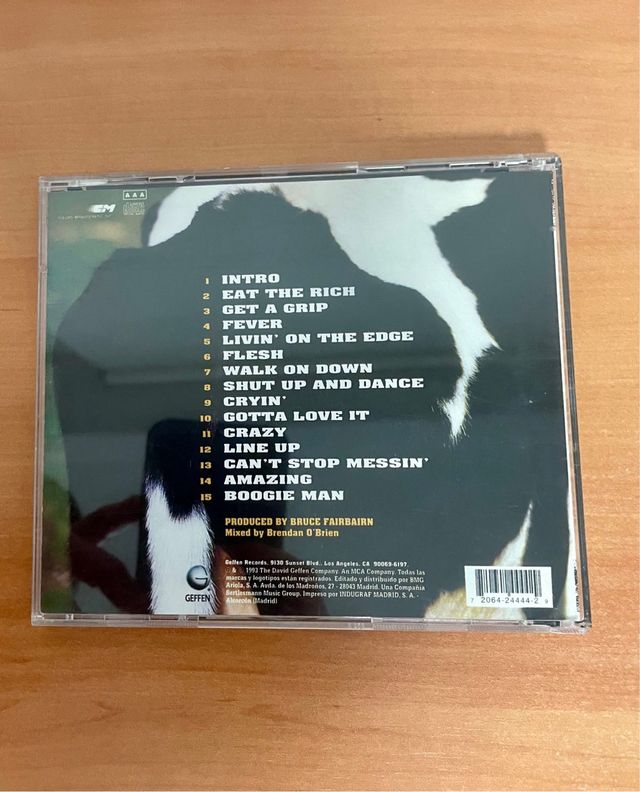 AAA
1 INTRO
2 EAT THE RICH
3 GET A GRIP
4 FEVER
5 LIVIN' ON THE EDGE
6 FLESH
7 WALK ON DOWN
8 SHUT UP AND DANCE
9 CRYIN'
10 GOTTA LOVE IT
11 CRAZY
12 LINE UP
13 CAN'T STOP MESSIN'
14 AMAZING
15 BOOGIE MAN
PRODUCED BY BRUCE FAIRBAIRN
Mixed by Brendan O'Brien
Geffen Records, 9130 Sunset Blvd., Los Angeles, CA 90069-6197.
& 1993 The David Geffen Company. An MCA Company. Todas las
marcas y logotipos están registrados. Editado y distribuido por BMG
Ariola, S. A. Avda. de los Madroños, 27 - 28043 Madrid. Una Compañía
Bertlesmann Music Group. Impreso por INDUGRAF MADRID, S. A. -
Alcorcón (Madrid)
GEFFEN
7 2064-24444-2 9